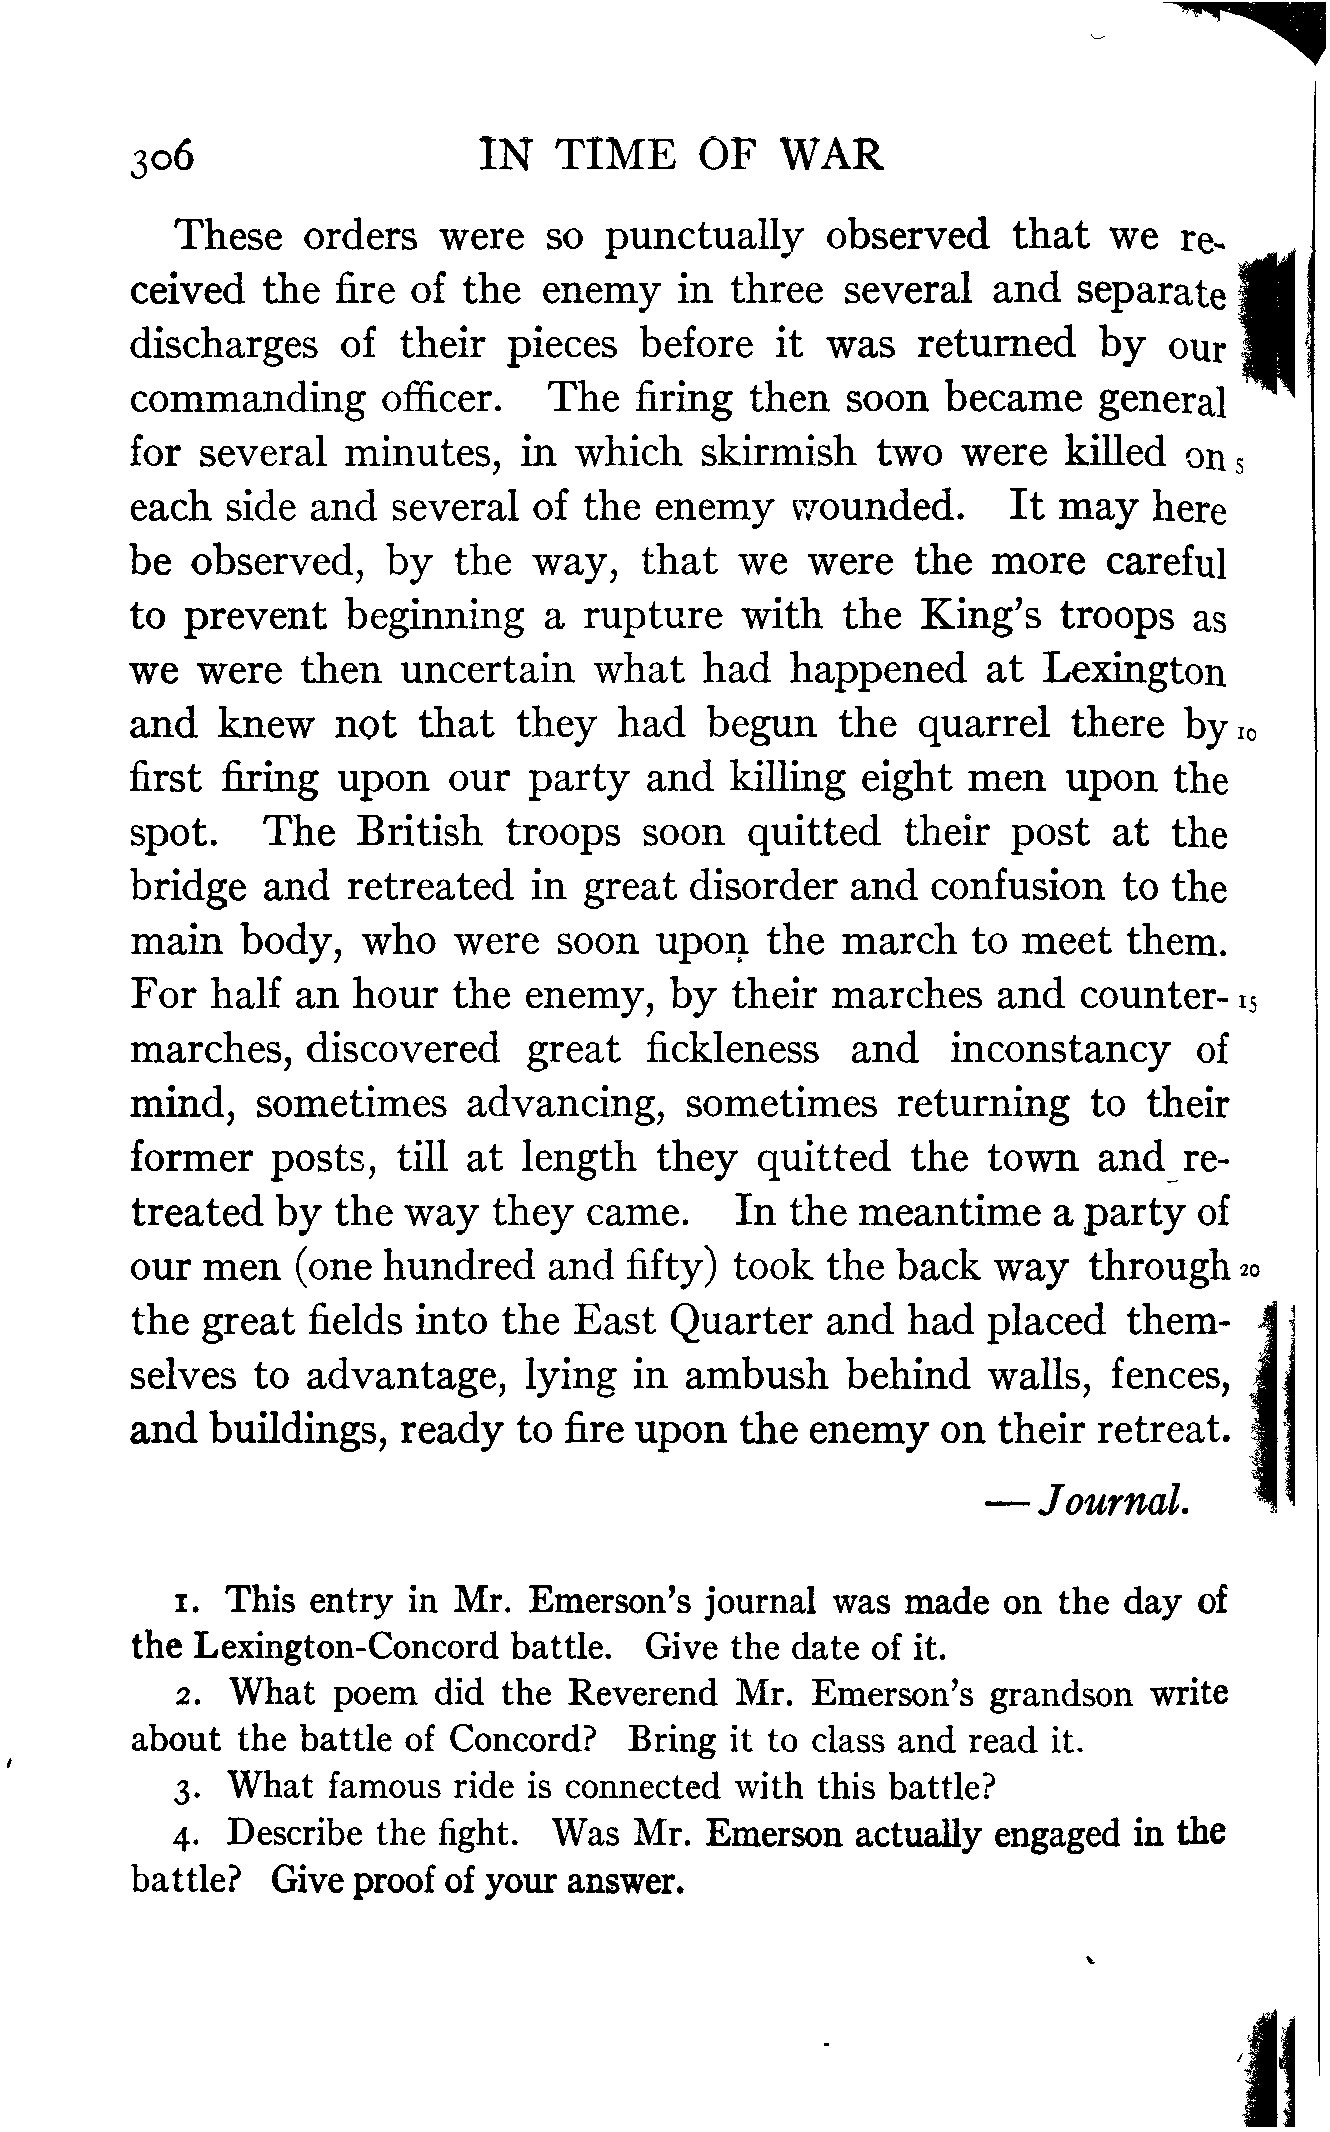 306 IN TIME OF WAR
These orders were so punctually observed that we re-
ceived the fire of the enemy in three several and separate
discharges of their pieces before it was returned by our
commanding officer. The firing then soon became general
for several minutes, in which skirmish two were killed on 5
each side and several of the enemy wounded. It may here
be observed, by the way, that we were the more careful
to prevent beginning a rupture with the King's troops as
we were then uncertain what had happened at Lexington
and knew not that they had begun the quarrel there by 10
first firing upon our party and killing eight men upon the
spot. The British troops soon quitted their post at the
bridge and retreated in great disorder and confusion to the
main body, who were soon upon the march to meet them.
For half an hour the enemy, by their marches and counter- 15
marches, discovered great fickleness and inconstancy of
mind, sometimes advancing, sometimes returning to their
former posts, till at length they quitted the town and re-
treated by the way they came. In the meantime a party of
our men (one hundred and fifty) took the back way through 20
the great fields into the East Quarter and had placed them-
selves to advantage, lying in ambush behind walls, fences,
and buildings, ready to fire upon the enemy on their retreat.
— Journal.
1. This entry in Mr. Emerson's journal was made on the day of
the Lexington-Concord battle. Give the date of it.
2. What poem did the Reverend Mr. Emerson's grandson write
about the battle of Concord? Bring it to class and read it.
3. What famous ride is connected with this battle?
4. Describe the fight. Was Mr. Emerson actually engaged in the
battle? Give proof of your answer.